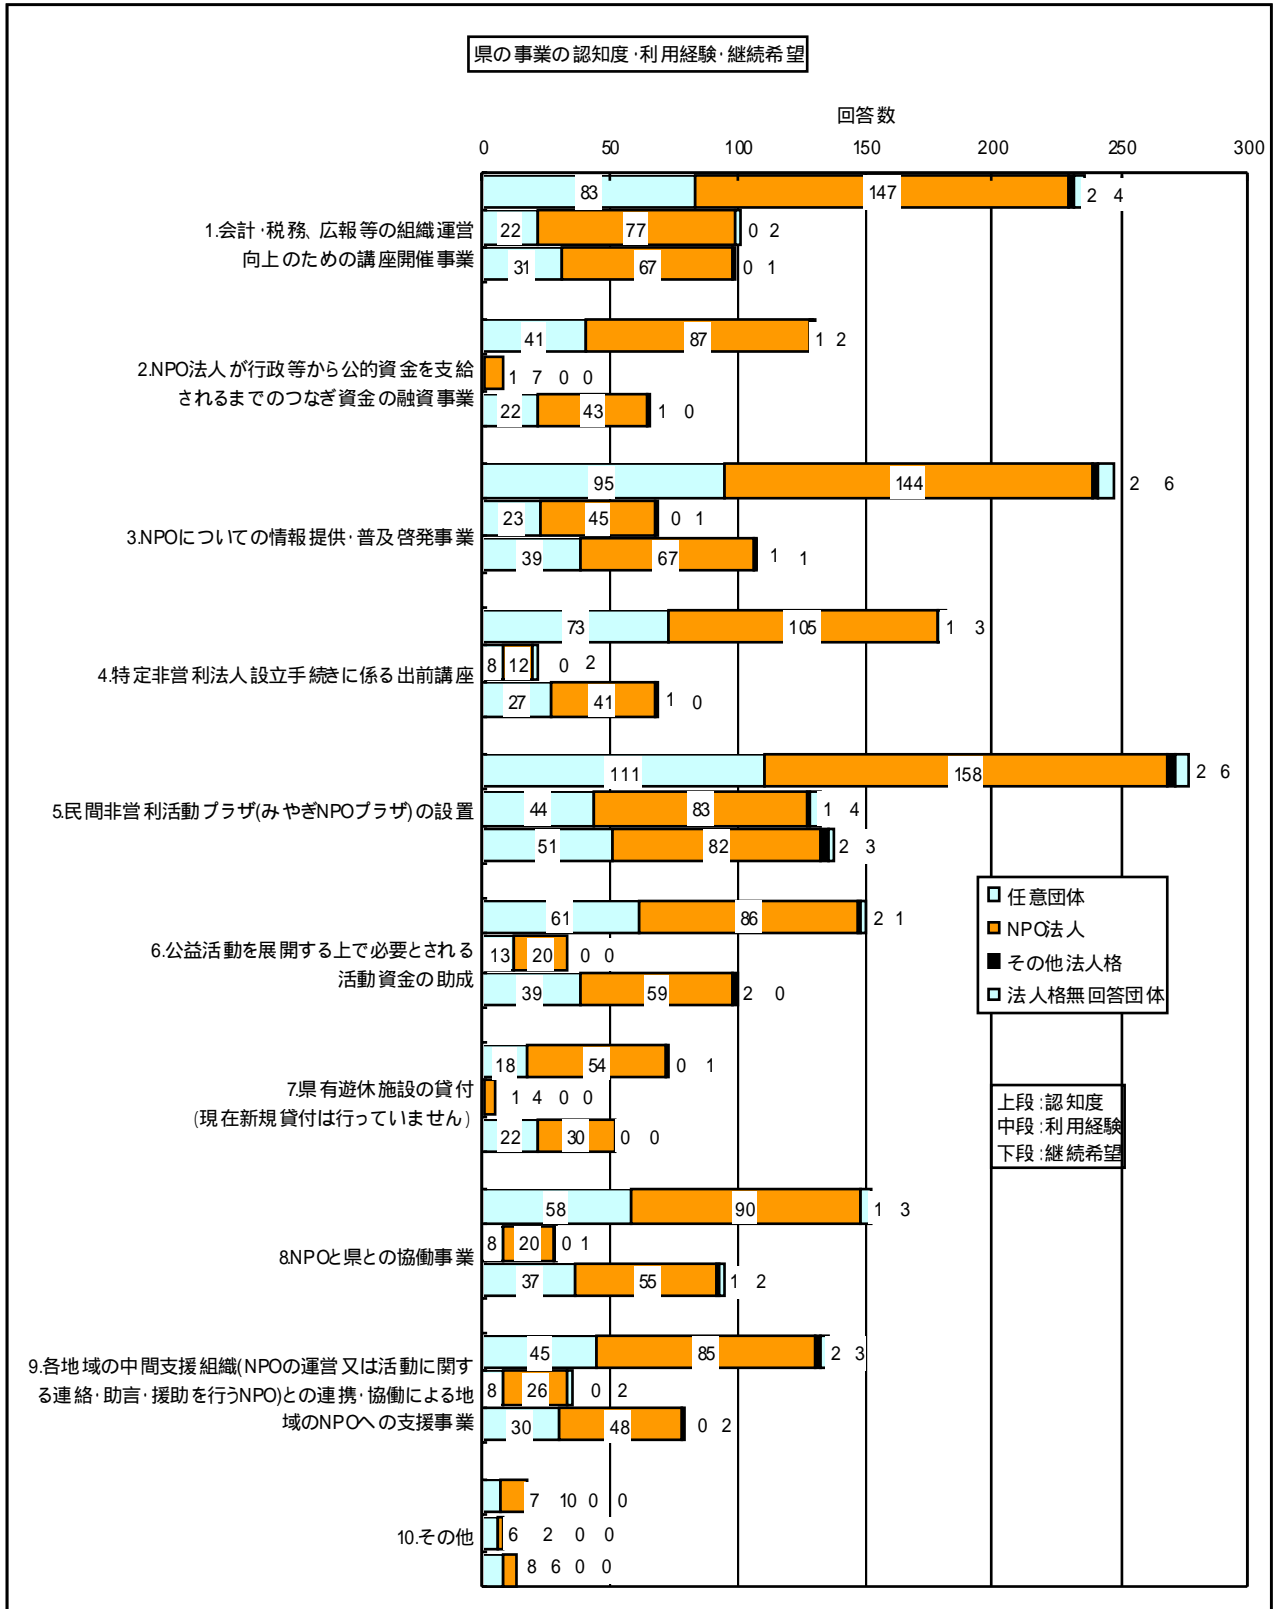 県の事業の認知度・利用経験・継続希望
回答数
0 50 100 150 200 250 300
83 147 2 4
1.会計・税務、広報等の組織運営
向上のための講座開催事業
22 77 0 2
31 67 0 1
41 87 1 2
2.NPO法人が行政等から公的資金を支給
されるまでのつなぎ資金の融資事業
1 7 0 0
22 43 1 0
95 144 2 6
3.NPOについての情報提供・普及啓発事業
23 45 0 1
39 67 1 1
73 105 1 3
4.特定非営利法人設立手続きに係る出前講座
8 12 0 2
27 41 1 0
111 158 2 6
5.民間非営利活動プラザ(みやぎNPOプラザ)の設置
44 83 1 4
51 82 2 3
任意団体
NPO法人
その他法人格
法人格無回答団体
61 86 2 1
6.公益活動を展開する上で必要とされる
活動資金の助成
13 20 0 0
39 59 2 0
18 54 0 1
7.県有遊休施設の貸付
(現在新規貸付は行っていません)
1 4 0 0
22 30 0 0
上段:認知度
中段:利用経験
下段:継続希望
58 90 1 3
8.NPOと県との協働事業
8 20 0 1
37 55 1 2
45 85 2 3
9.各地域の中間支援組織(NPOの運営又は活動に関す
る連絡・助言・援助を行うNPO)との連携・協働による地
域のNPOへの支援事業
8 26 0 2
30 48 0 2
7 10 0 0
10.その他
6 2 0 0
8 6 0 0